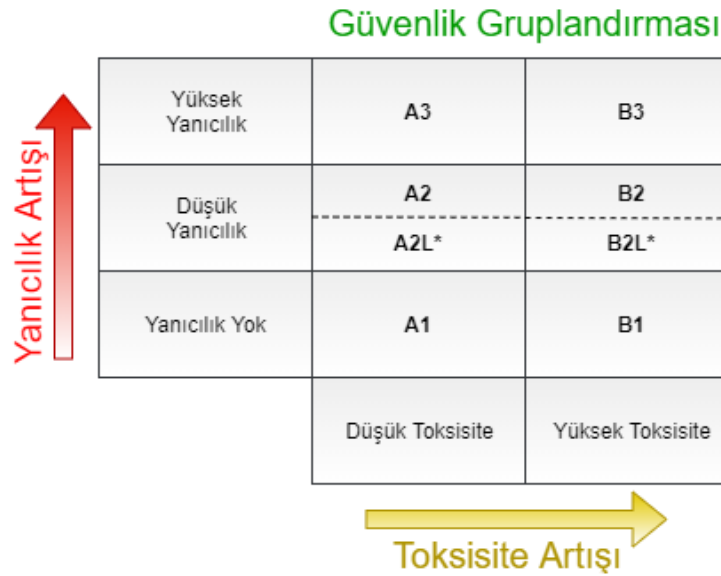 Güvenlik Gruplandırması
Yanıcılık Artışı
Yüksek
Yanıcılık
A3
B3
Düşük
Yanıcılık
A2
B2
A2L*
B2L*
Yanıcılık Yok
A1
B1
Düşük Toksisite
Yüksek Toksisite
Toksisite Artışı